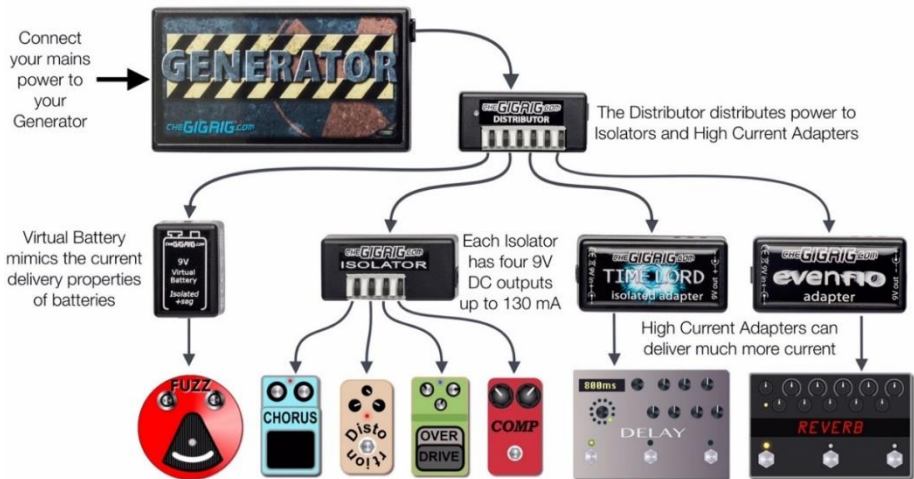 Connect
your mains
power to
your
Generator
GENERATOR
THEGIGRIG.COM
THEGIGRIG.COM
DISTRIBUTOR
The Distributor distributes power to
Isolators and High Current Adapters
Virtual Battery
mimics the current
delivery properties
of batteries
THEGIGRIG.COM
9V
Virtual
Battery
Isolated
+sag
THEGIGRIG.COM
ISOLATOR
Each Isolator
has four 9V
DC outputs
up to 130 mA
THEGIGRIG.COM
TIME LORD
isolated adapter
THEGIGRIG.COM
evenflo
adapter
High Current Adapters can
deliver much more current
FUZZ
CHORUS
Disto
rtion
OVER
DRIVE
COMP
800ms
DELAY
REVERB